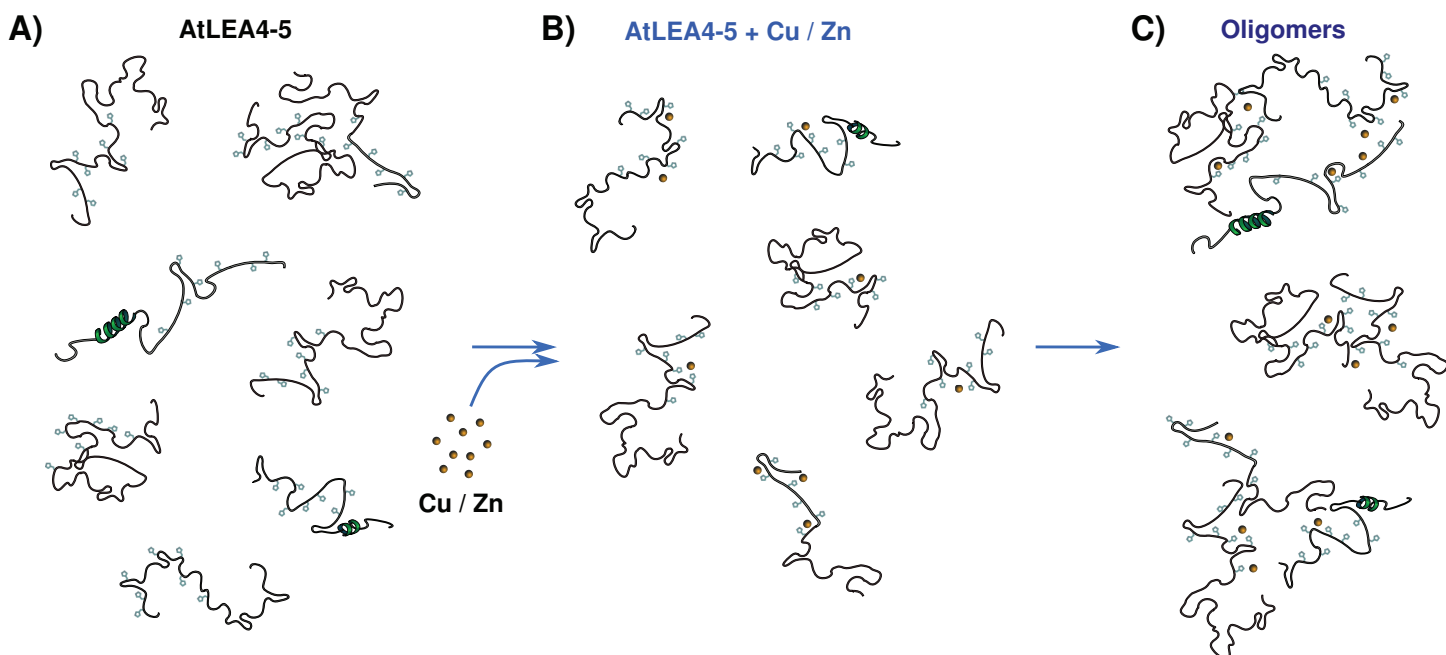 A) AtLEA4-5
B) AtLEA4-5 + Cu / Zn
C) Oligomers
Cu / Zn